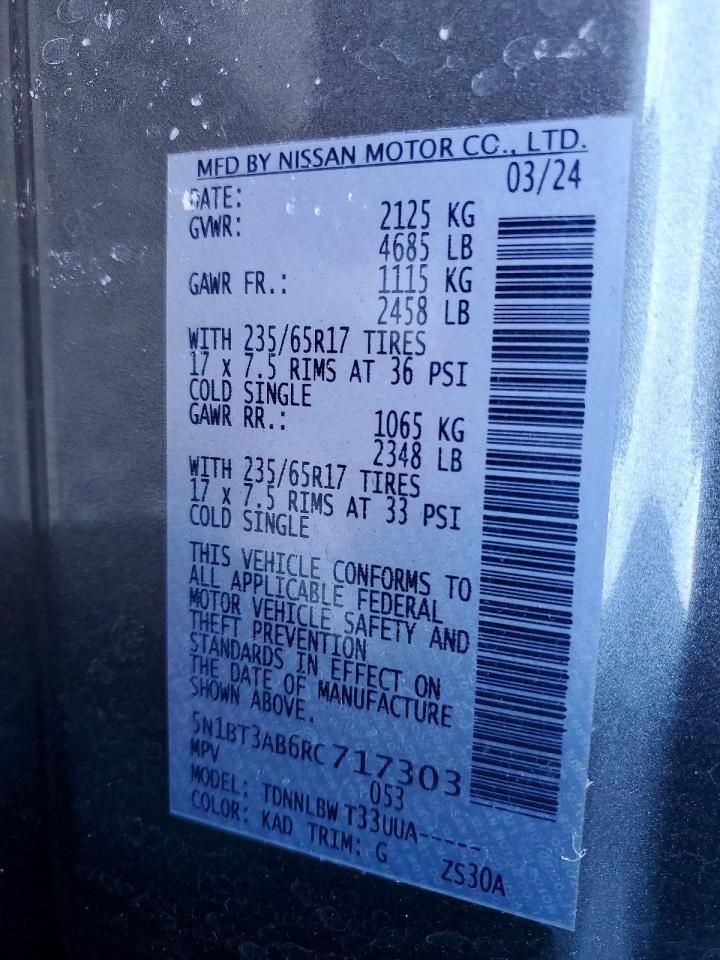 MFD BY NISSAN MOTOR CO., LTD.
DATE: 03/24
GVWR: 2125 KG
4685 LB
GAWR FR.: 1115 KG
2458 LB
WITH 235/65R17 TIRES
17 x 7.5 RIMS AT 36 PSI
COLD SINGLE
GAWR RR.: 1065 KG
2348 LB
WITH 235/65R17 TIRES
17 x 7.5 RIMS AT 33 PSI
COLD SINGLE
THIS VEHICLE CONFORMS TO
ALL APPLICABLE FEDERAL
MOTOR VEHICLE SAFETY AND
THEFT PREVENTION
STANDARDS IN EFFECT ON
THE DATE OF MANUFACTURE
SHOWN ABOVE.
5N1BT3AB6RC717303
MPV 053
MODEL: TDNNLBW T33UUA-----
COLOR: KAD TRIM: G ZS30A